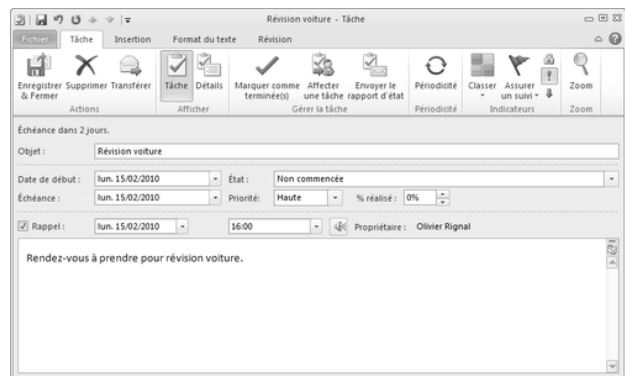 Révision voiture - Tâche
Fichier Tâche Insertion Format du texte Révision
Enregistrer & Fermer Supprimer Transférer Tâche Détails Marquer comme terminée(s) Affecter une tâche Envoyer le rapport d'état Périodicité Classer Assurer un suivi Zoom
Actions Afficher Gérer la tâche Périodicité Indicateurs Zoom
Échéance dans 2 jours.
Objet : Révision voiture
Date de début : lun. 15/02/2010 État : Non commencée
Échéance : lun. 15/02/2010 Priorité: Haute % réalisé : 0%
Rappel : lun. 15/02/2010 16:00 Propriétaire : Olivier Rignal
Rendez-vous à prendre pour révision voiture.